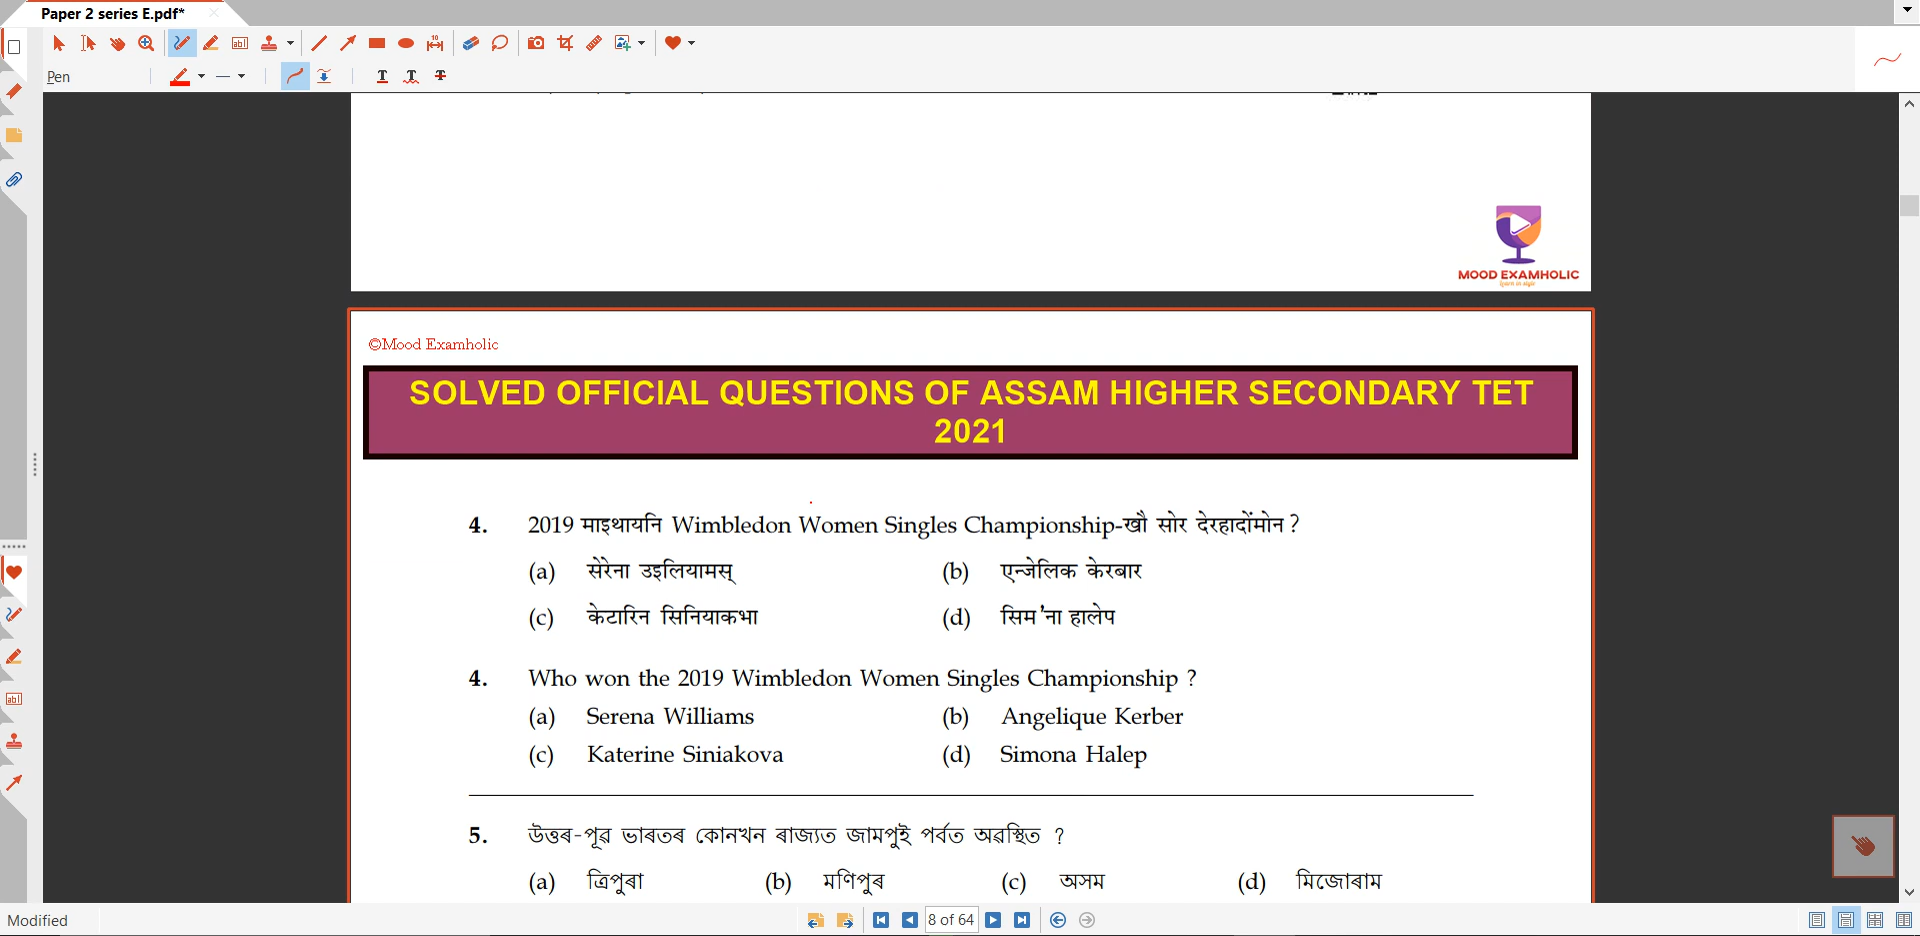 Paper 2 series E.pdf*
Pen
MOOD EXAMHOLIC
learn in style
©Mood Examholic
SOLVED OFFICIAL QUESTIONS OF ASSAM HIGHER SECONDARY TET
2021
4. 2019 माइथायनि Wimbledon Women Singles Championship-खौ सोर देरहादोंमोन ?
(a) सेरेना उइलियामस् (b) एन्जेलिक केरबार
(c) केटारिन सिनियाकभा (d) सिम'ना हालेप
4. Who won the 2019 Wimbledon Women Singles Championship ?
(a) Serena Williams (b) Angelique Kerber
(c) Katerine Siniakova (d) Simona Halep
5. উত্তৰ-পূৱ ভাৰতৰ কোনখন ৰাজ্যত জামপুই পৰ্বত অৱস্থিত ?
(a) ত্ৰিপুৰা (b) মণিপুৰ (c) অসম (d) মিজোৰাম
Modified
8 of 64